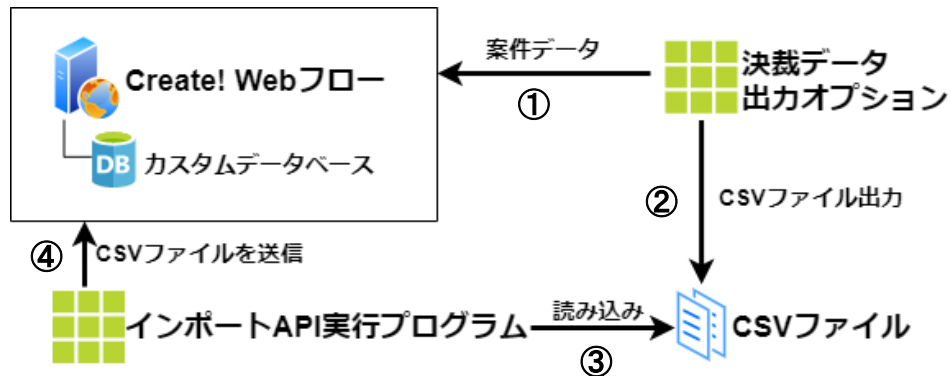 Create! Webフロー
DB
カスタムデータベース
案件データ
①
決裁データ
出力オプション
②
CSVファイル出力
④
CSVファイルを送信
インポートAPI実行プログラム
読み込み
③
CSVファイル